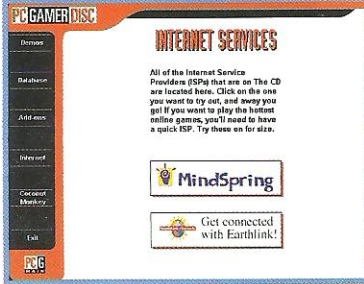 PC GAMER DISC
INTERNET SERVICES
Demos
Database
Add-ons
Internet
Coconut
Monkey
Exit
PCG
MAIN
All of the Internet Service
Providers (ISPs) that are on The CD
are located here. Click on the one
you want to try out, and away you
go! If you want to play the hottest
online games, you'll need to have
a quick ISP. Try these on for size.
MindSpring
Get connected
with Earthlink!